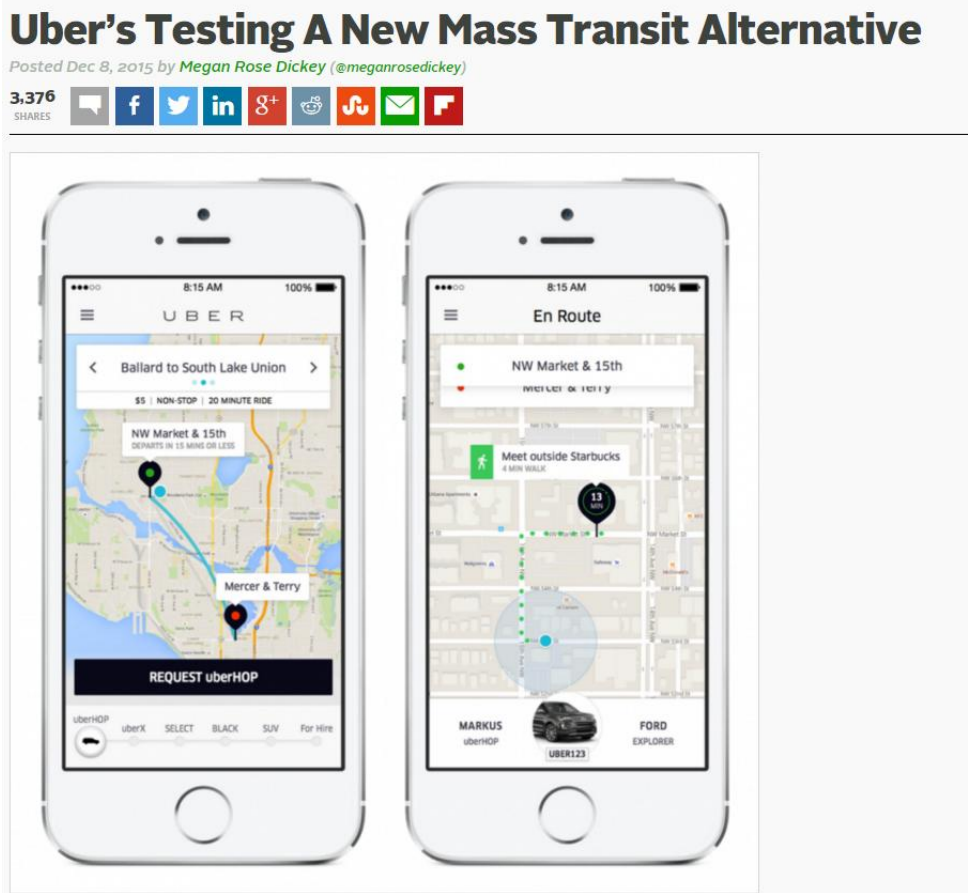 Uber's Testing A New Mass Transit Alternative
Posted Dec 8, 2015 by Megan Rose Dickey (@meganrosedickey)
3,376
SHARES
f in g+
8:15 AM 100%
UBER
Ballard to South Lake Union
$5 | NON-STOP | 20 MINUTE RIDE
NW Market & 15th
DEPARTS IN 15 MINS OR LESS
Mercer & Terry
REQUEST uberHOP
uberHOP uberX SELECT BLACK SUV For Hire
8:15 AM 100%
En Route
NW Market & 15th
Mercer & Terry
Meet outside Starbucks
4 MIN WALK
13
MIN
NW Market St
MARKUS
uberHOP
UBER123
FORD
EXPLORER